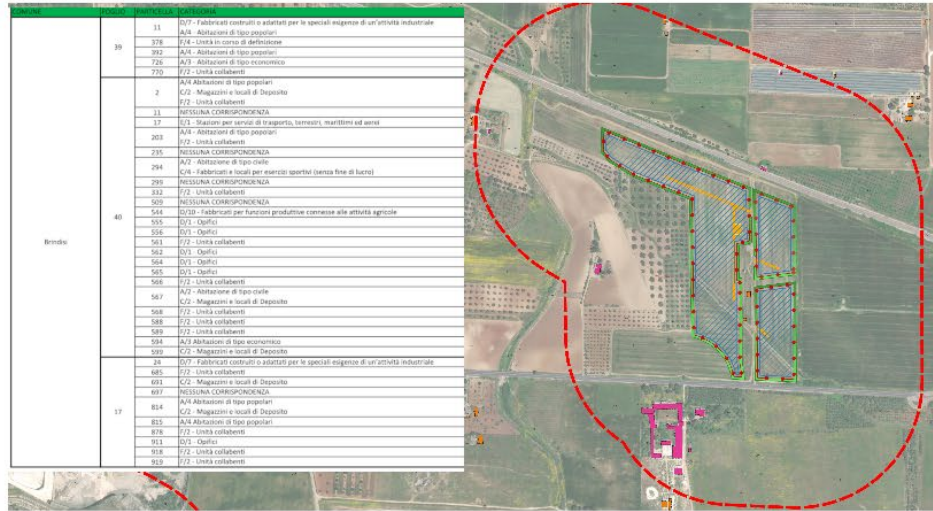 COMUNE FOGLIO PARTICELLA CATEGORIA
Brindisi
39
11 D/7 - Fabbricati costruiti o adattati per le speciali esigenze di un'attività industriale
A/4 - Abitazioni di tipo popolari
378 F/4 - Unità in corso di definizione
392 A/4 - Abitazioni di tipo popolari
726 A/3 - Abitazioni di tipo economico
770 F/2 - Unità collabenti
40
2 A/4 Abitazioni di tipo popolari
C/2 - Magazzini e locali di Deposito
F/2 - Unità collabenti
11 NESSUNA CORRISPONDENZA
17 E/1 - Stazioni per servizi di trasporto, terrestri, marittimi ed aerei
203 A/4 - Abitazioni di tipo popolari
F/2 - Unità collabenti
235 NESSUNA CORRISPONDENZA
294 A/2 - Abitazione di tipo civile
C/4 - Fabbricati e locali per esercizi sportivi (senza fine di lucro)
299 NESSUNA CORRISPONDENZA
332 F/2 - Unità collabenti
509 NESSUNA CORRISPONDENZA
544 D/10 - Fabbricati per funzioni produttive connesse alle attività agricole
555 D/1 - Opifici
556 D/1 - Opifici
561 F/2 - Unità collabenti
562 D/1 - Opifici
564 D/1 - Opifici
565 D/1 - Opifici
566 F/2 - Unità collabenti
567 A/2 - Abitazione di tipo civile
C/2 - Magazzini e locali di Deposito
568 F/2 - Unità collabenti
588 F/2 - Unità collabenti
589 F/2 - Unità collabenti
594 A/3 Abitazioni di tipo economico
599 C/2 - Magazzini e locali di Deposito
17
24 D/7 - Fabbricati costruiti o adattati per le speciali esigenze di un'attività industriale
685 F/2 - Unità collabenti
691 C/2 - Magazzini e locali di Deposito
697 NESSUNA CORRISPONDENZA
814 A/4 Abitazioni di tipo popolari
C/2 - Magazzini e locali di Deposito
815 A/4 Abitazioni di tipo popolari
878 F/2 - Unità collabenti
911 D/1 - Opifici
918 F/2 - Unità collabenti
919 F/2 - Unità collabenti